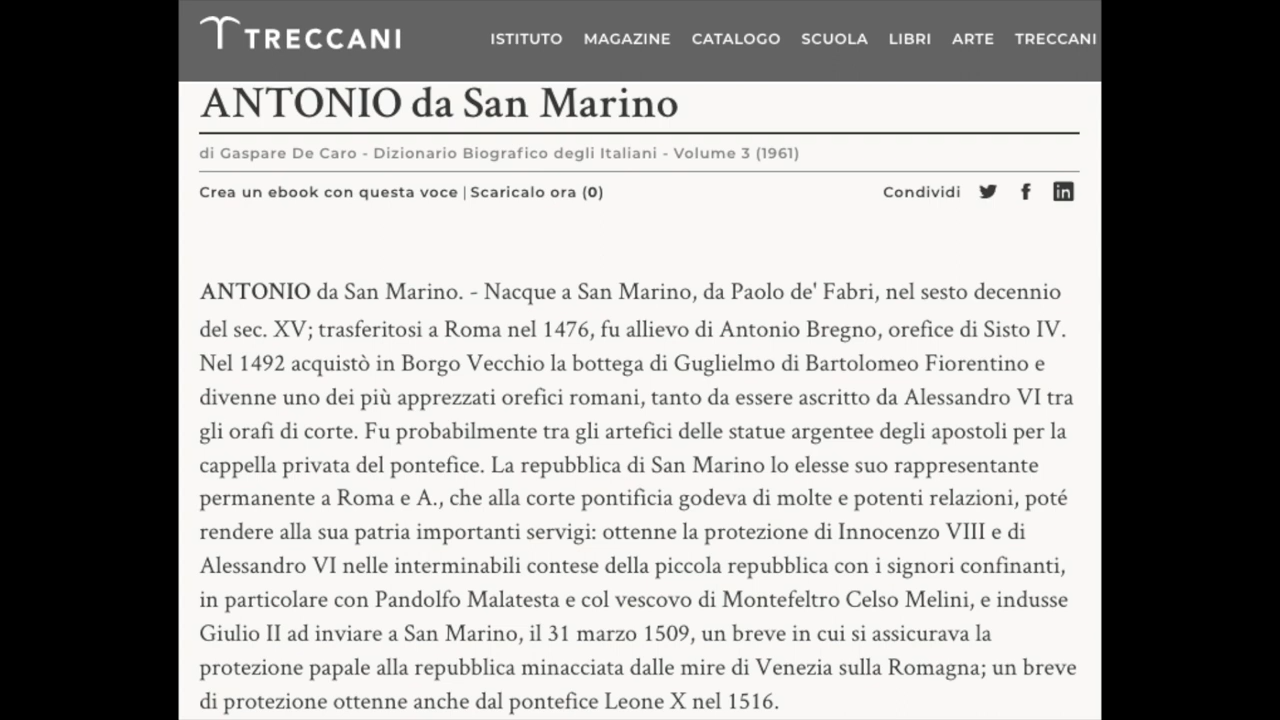 TRECCANI
ISTITUTO MAGAZINE CATALOGO SCUOLA LIBRI ARTE TRECCANI
ANTONIO da San Marino
di Gaspare De Caro - Dizionario Biografico degli Italiani - Volume 3 (1961)
Crea un ebook con questa voce | Scaricalo ora (0) Condividi
ANTONIO da San Marino. - Nacque a San Marino, da Paolo de' Fabri, nel sesto decennio
del sec. XV; trasferitosi a Roma nel 1476, fu allievo di Antonio Bregno, orefice di Sisto IV.
Nel 1492 acquistò in Borgo Vecchio la bottega di Guglielmo di Bartolomeo Fiorentino e
divenne uno dei più apprezzati orefici romani, tanto da essere ascritto da Alessandro VI tra
gli orafi di corte. Fu probabilmente tra gli artefici delle statue argentee degli apostoli per la
cappella privata del pontefice. La repubblica di San Marino lo elesse suo rappresentante
permanente a Roma e A., che alla corte pontificia godeva di molte e potenti relazioni, poté
rendere alla sua patria importanti servigi: ottenne la protezione di Innocenzo VIII e di
Alessandro VI nelle interminabili contese della piccola repubblica con i signori confinanti,
in particolare con Pandolfo Malatesta e col vescovo di Montefeltro Celso Melini, e indusse
Giulio II ad inviare a San Marino, il 31 marzo 1509, un breve in cui si assicurava la
protezione papale alla repubblica minacciata dalle mire di Venezia sulla Romagna; un breve
di protezione ottenne anche dal pontefice Leone X nel 1516.